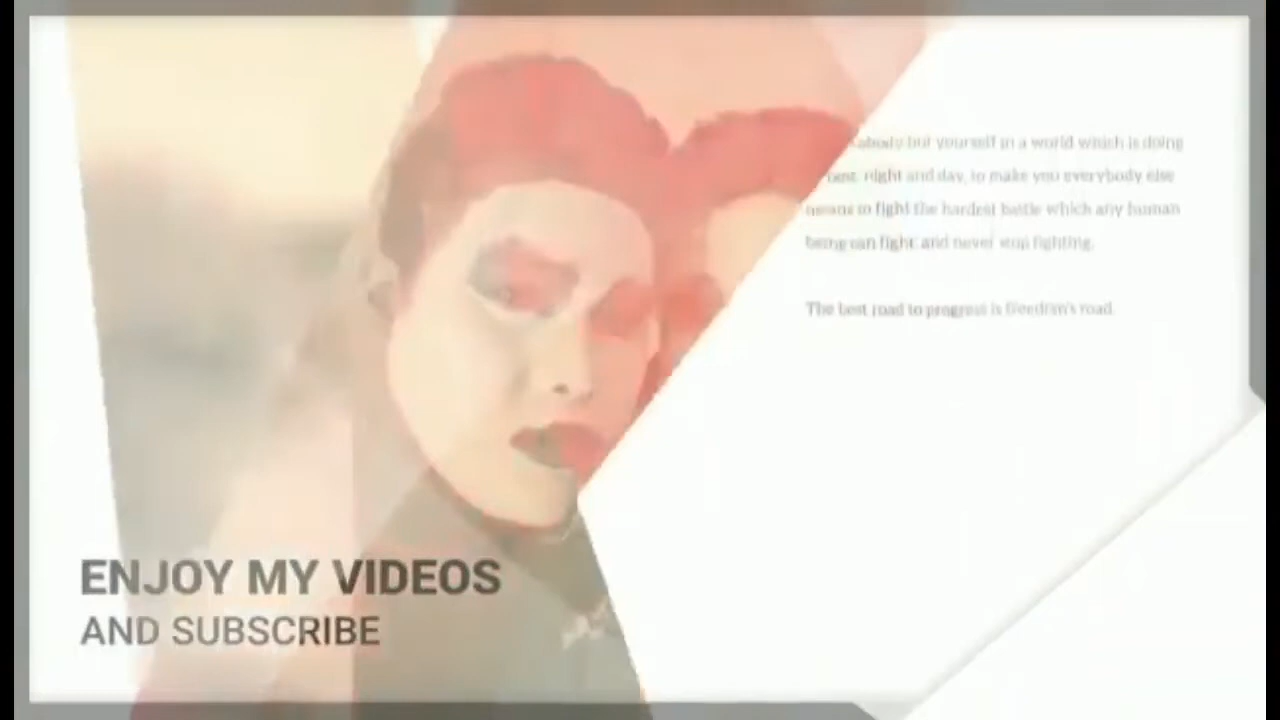 but yourself in a world which is doing
night and day, to make you everybody else
means to fight the hardest battle which any human
being can fight and never stop fighting.
The best road to progress is freedom's road.
ENJOY MY VIDEOS
AND SUBSCRIBE